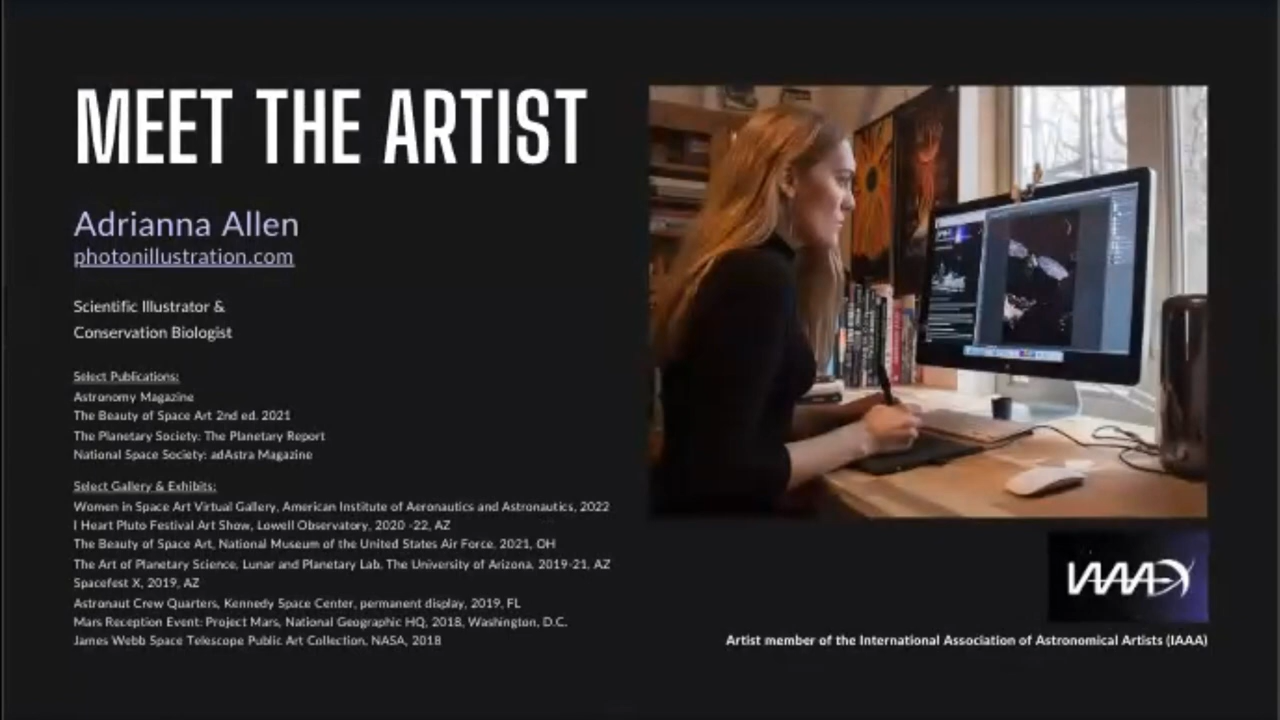 MEET THE ARTIST
Adrianna Allen
photonillustration.com
Scientific Illustrator &
Conservation Biologist
Select Publications:
Astronomy Magazine
The Beauty of Space Art 2nd ed. 2021
The Planetary Society: The Planetary Report
National Space Society: adAstra Magazine
Select Gallery & Exhibits:
Women in Space Art Virtual Gallery, American Institute of Aeronautics and Astronautics, 2022
I Heart Pluto Festival Art Show, Lowell Observatory, 2020 -22, AZ
The Beauty of Space Art, National Museum of the United States Air Force, 2021, OH
The Art of Planetary Science, Lunar and Planetary Lab, The University of Arizona, 2019-21, AZ
Spacefest X, 2019, AZ
Astronaut Crew Quarters, Kennedy Space Center, permanent display, 2019, FL
Mars Reception Event: Project Mars, National Geographic HQ, 2018, Washington, D.C.
James Webb Space Telescope Public Art Collection, NASA, 2018
IAAA
Artist member of the International Association of Astronomical Artists (IAAA)